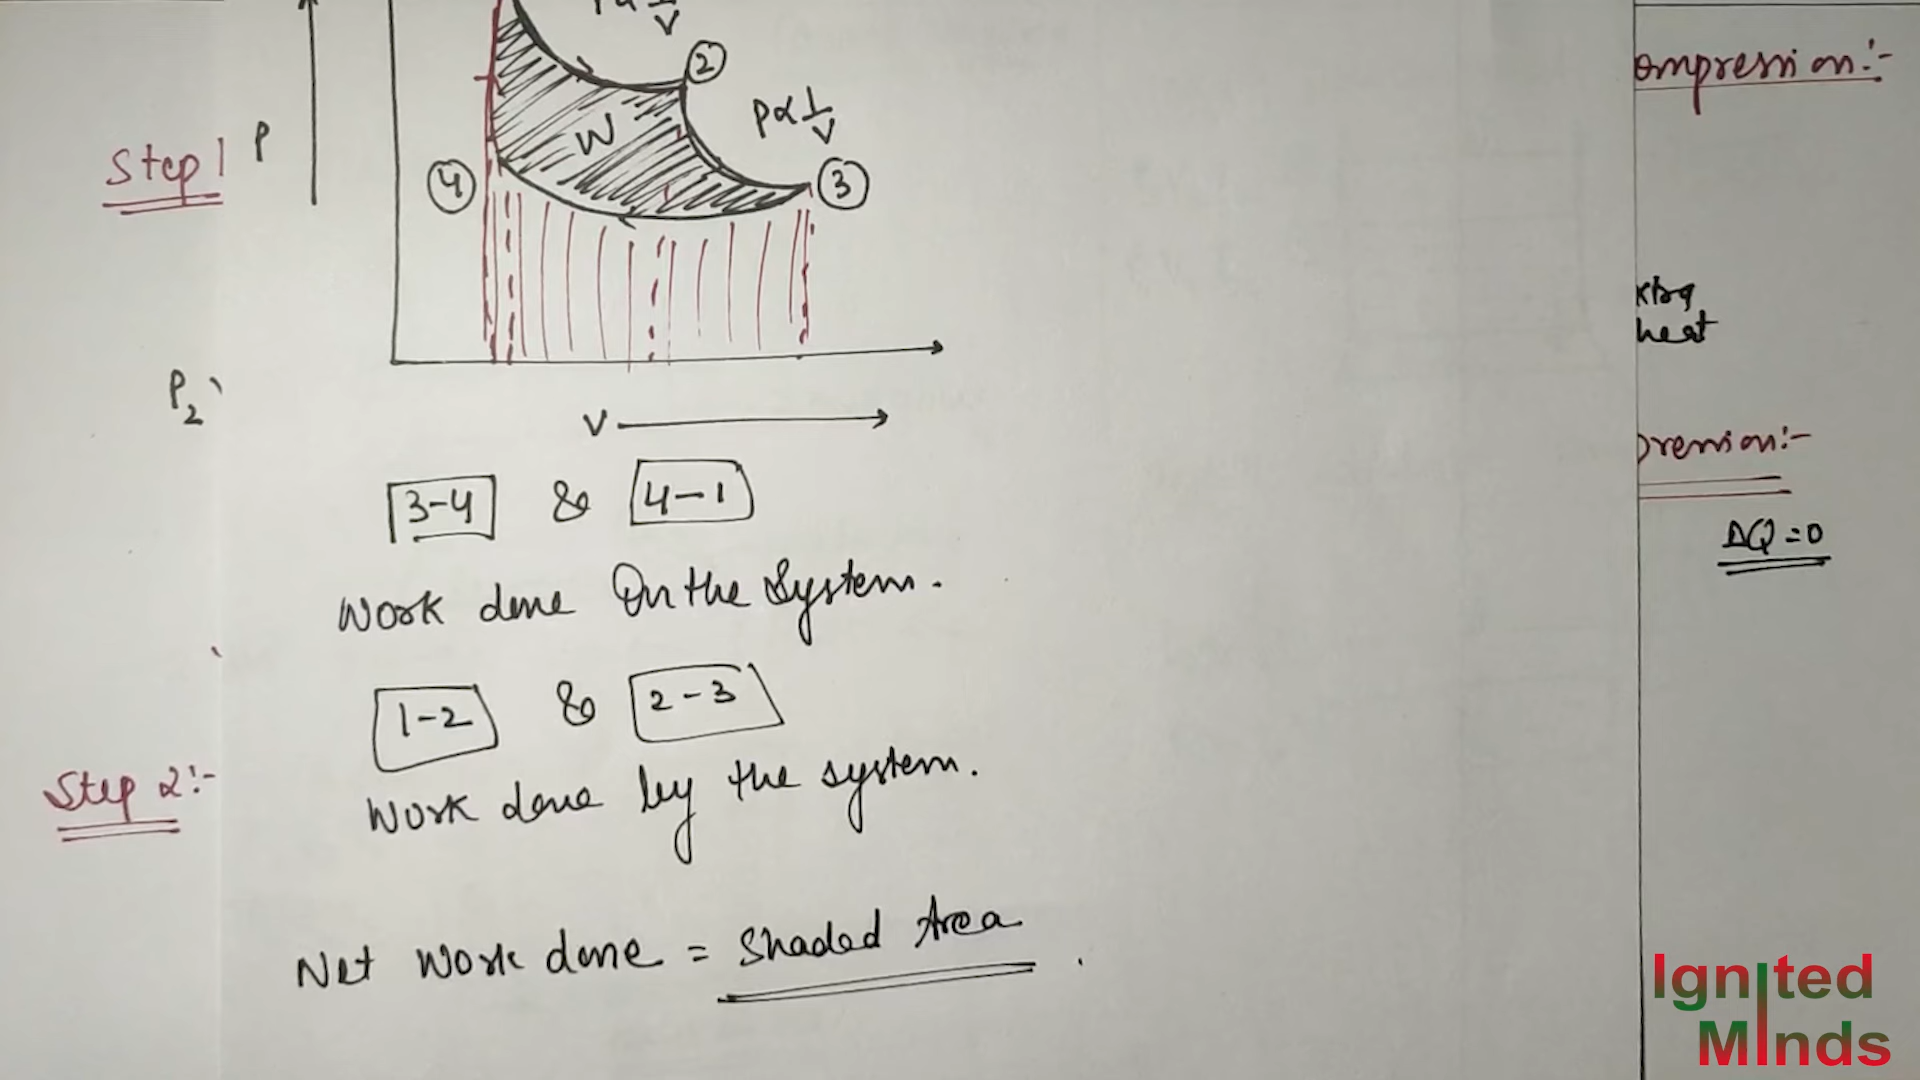 P ∝ 1/V
2
P ∝ 1/V
ompression:-
Step 1
P
W
4
3
heat
P2
V
3-4 & 4-1
pression:-
ΔQ=0
Work done On the System.
1-2 & 2-3
Step 2:-
Work done by the system.
Net Work done = Shaded Area.
Ignited
Minds